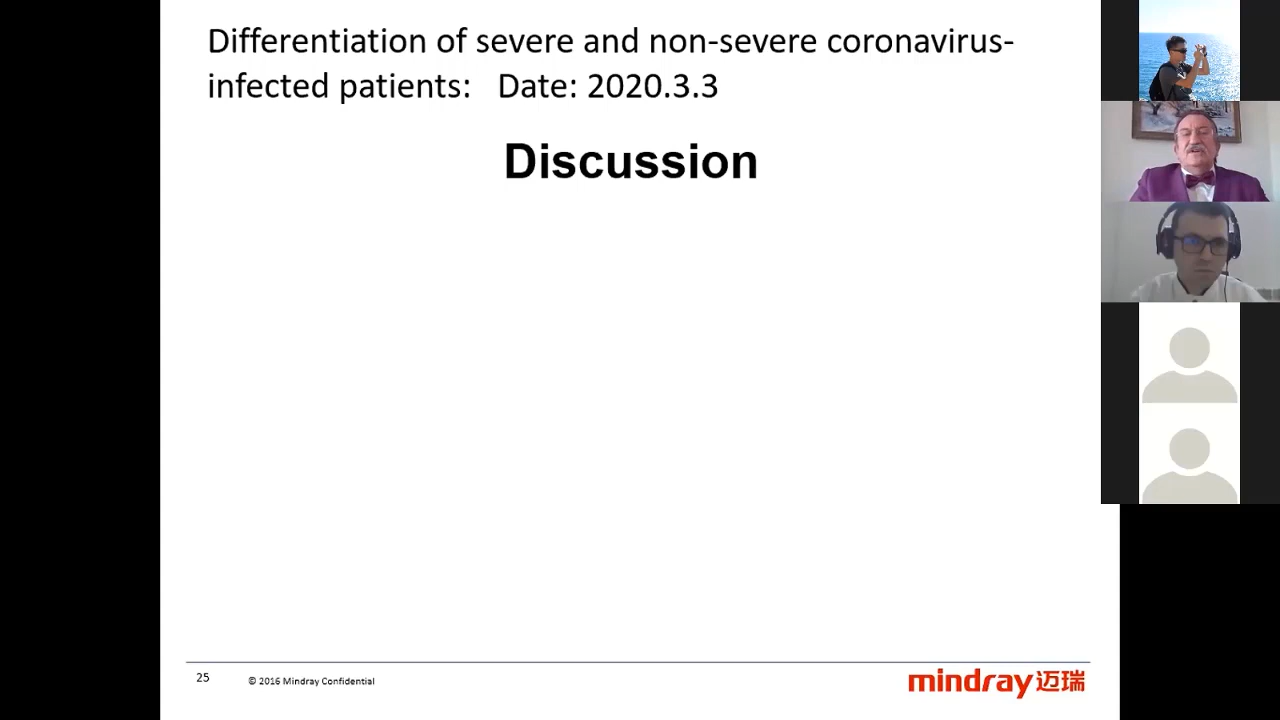 Differentiation of severe and non-severe coronavirus-
infected patients: Date: 2020.3.3
Discussion
25
© 2016 Mindray Confidential
mindray迈瑞